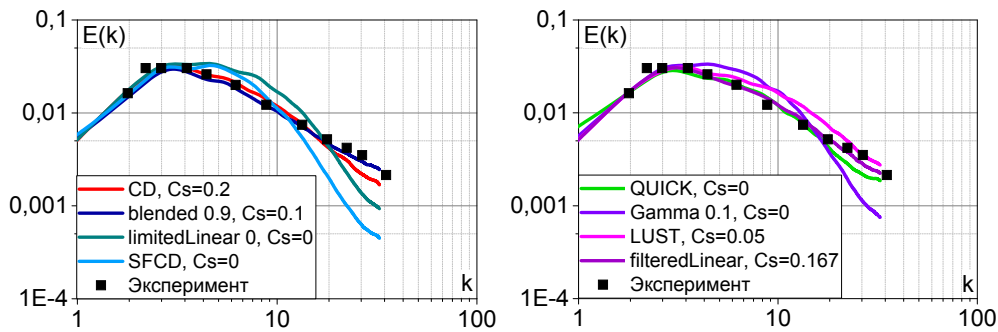 0,1
E(k)
0,01
0,001
1E-4
CD, Cs=0.2
blended 0.9, Cs=0.1
limitedLinear 0, Cs=0
SFCD, Cs=0
Эксперимент
k
1
10
100
0,1
E(k)
0,01
0,001
1E-4
QUICK, Cs=0
Gamma 0.1, Cs=0
LUST, Cs=0.05
filteredLinear, Cs=0.167
Эксперимент
k
1
10
100